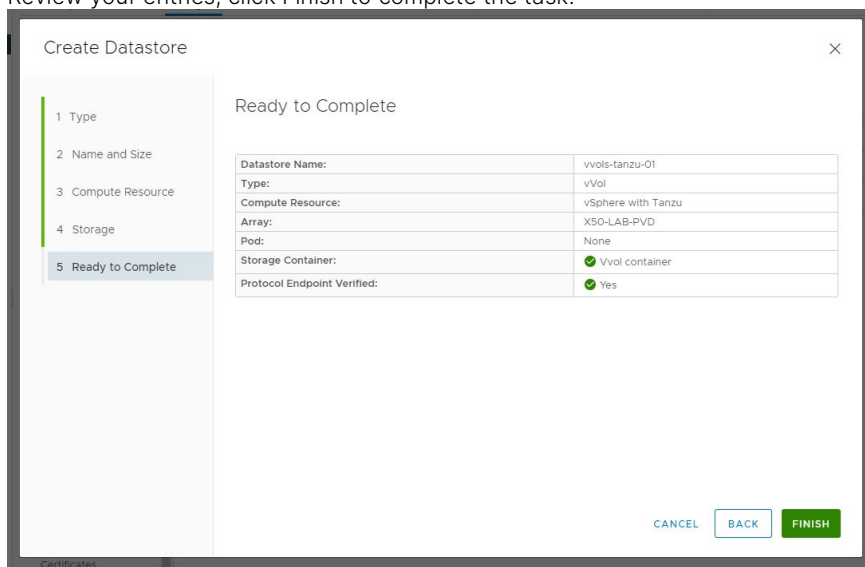 Review your entries, click Finish to complete the task.
Create Datastore
1 Type
2 Name and Size
3 Compute Resource
4 Storage
5 Ready to Complete
Ready to Complete
Datastore Name: vvols-tanzu-01
Type: vVol
Compute Resource: vSphere with Tanzu
Array: X50-LAB-PVD
Pod: None
Storage Container: Vvol container
Protocol Endpoint Verified: Yes
CANCEL BACK FINISH
Certificates